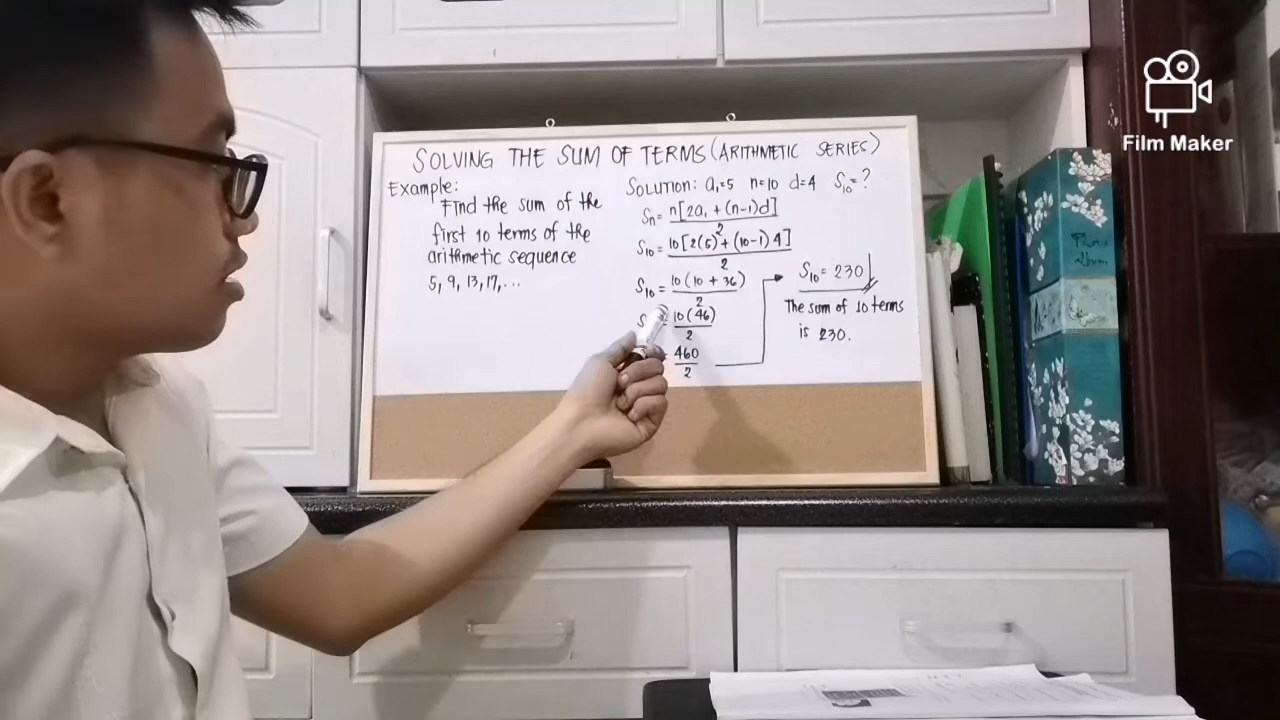 SOLVING THE SUM OF TERMS (ARITHMETIC SERIES)
Example:
Find the sum of the
first 10 terms of the
arithmetic sequence
5, 9, 13, 17, ...
SOLUTION: a₁=5 n=10 d=4 S₁₀=?
Sn = n[2a₁ + (n-1)d]
2
S₁₀ = 10[2(5) + (10-1) 4]
2
S₁₀ = 10(10 + 36)
2
S = 10(46)
2
= 460
2
S₁₀ = 230
The sum of 10 terms
is 230.
Photo
Album
Film Maker